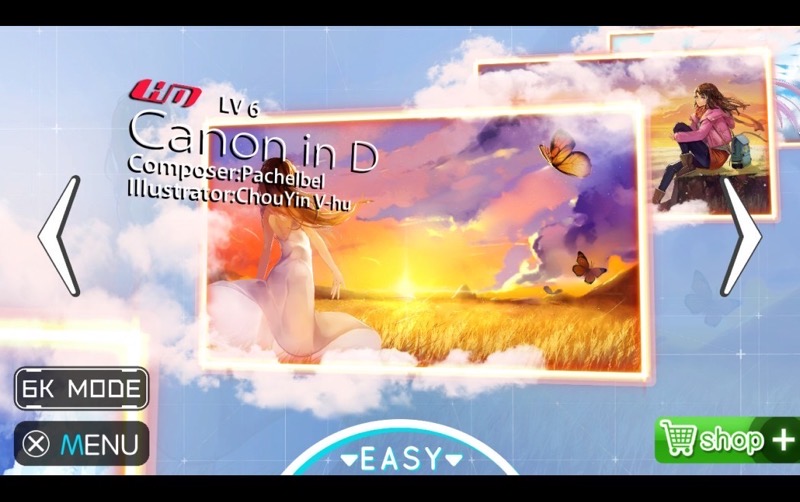 LV 6
Canon in D
Composer:Pachelbel
Illustrator:ChouYin V-hu
6K MODE
MENU
EASY
shop +